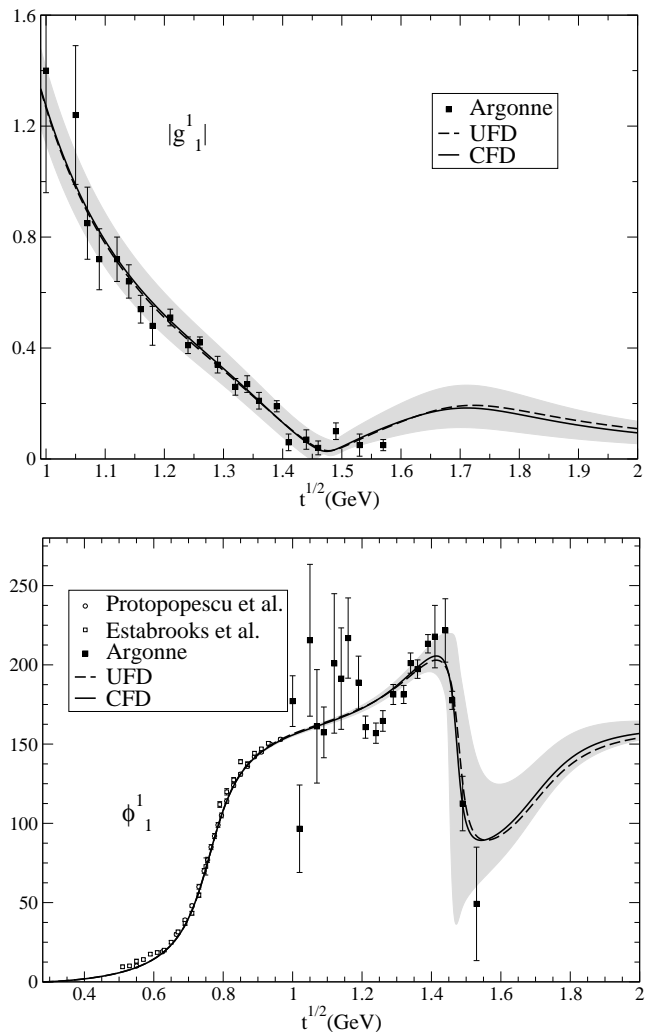 1.6
1.2
0.8
0.4
0
|g¹₁|
Argonne
UFD
CFD
1 1.1 1.2 1.3 1.4 1.5 1.6 1.7 1.8 1.9 2
t^{1/2}(GeV)
250
200
150
100
50
0
Protopopescu et al.
Estabrooks et al.
Argonne
UFD
CFD
ϕ¹₁
0.4 0.6 0.8 1 1.2 1.4 1.6 1.8 2
t^{1/2}(GeV)